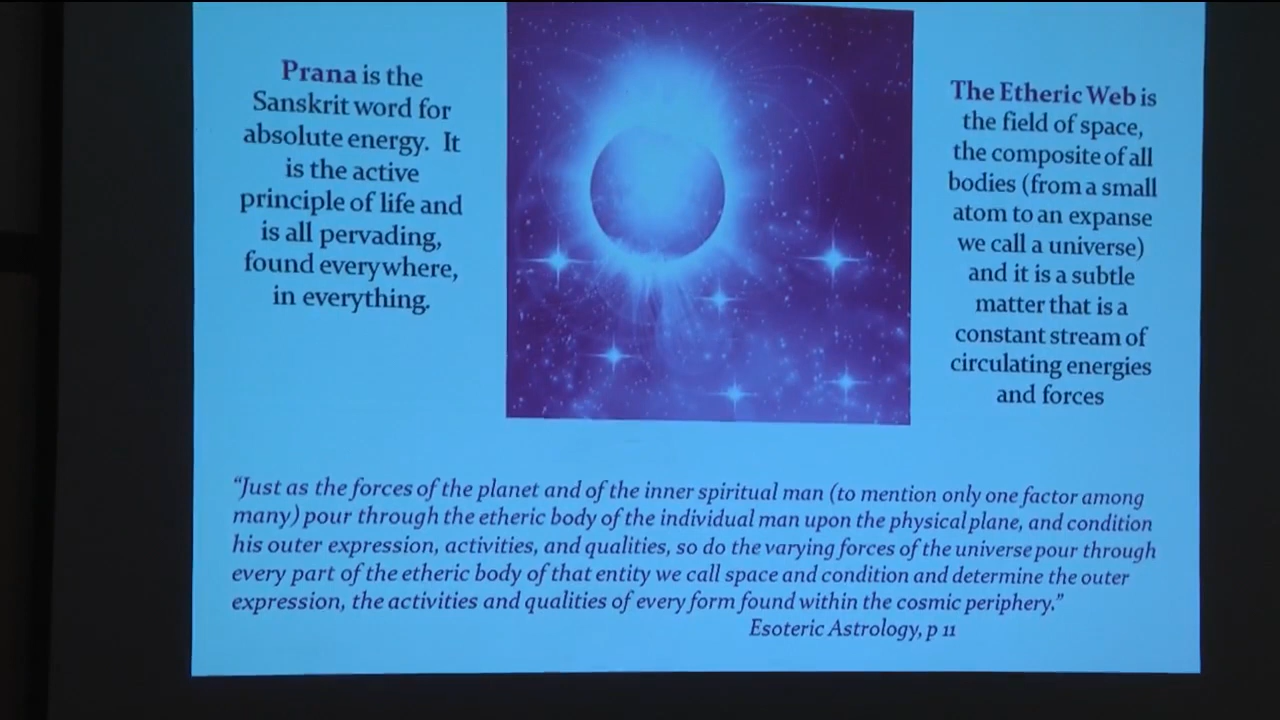 Prana is the
Sanskrit word for
absolute energy. It
is the active
principle of life and
is all pervading,
found everywhere,
in everything.
The Etheric Web is
the field of space,
the composite of all
bodies (from a small
atom to an expanse
we call a universe)
and it is a subtle
matter that is a
constant stream of
circulating energies
and forces
“Just as the forces of the planet and of the inner spiritual man (to mention only one factor among
many) pour through the etheric body of the individual man upon the physical plane, and condition
his outer expression, activities, and qualities, so do the varying forces of the universe pour through
every part of the etheric body of that entity we call space and condition and determine the outer
expression, the activities and qualities of every form found within the cosmic periphery.”
Esoteric Astrology, p 11